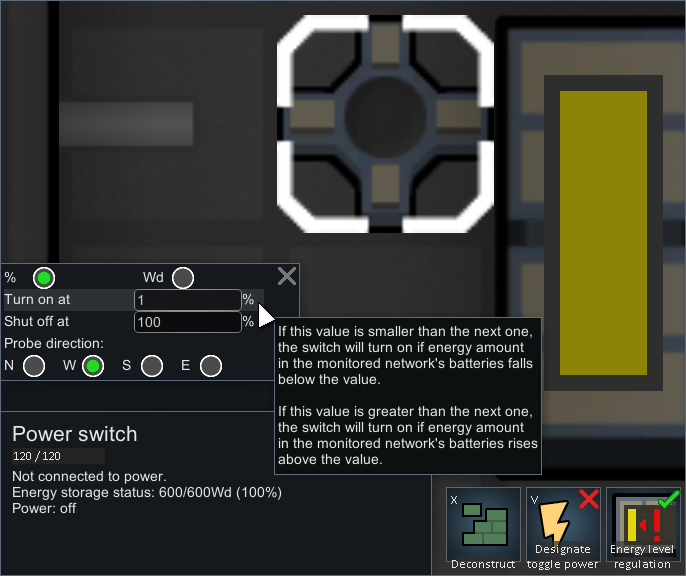 % Wd
Turn on at 1 %
Shut off at 100 %
Probe direction:
N W S E
If this value is smaller than the next one,
the switch will turn on if energy amount
in the monitored network's batteries falls
below the value.
If this value is greater than the next one,
the switch will turn on if energy amount
in the monitored network's batteries rises
above the value.
Power switch
120 / 120
Not connected to power.
Energy storage status: 600/600Wd (100%)
Power: off
X
Deconstruct
V
Designate
toggle power
Energy level
regulation